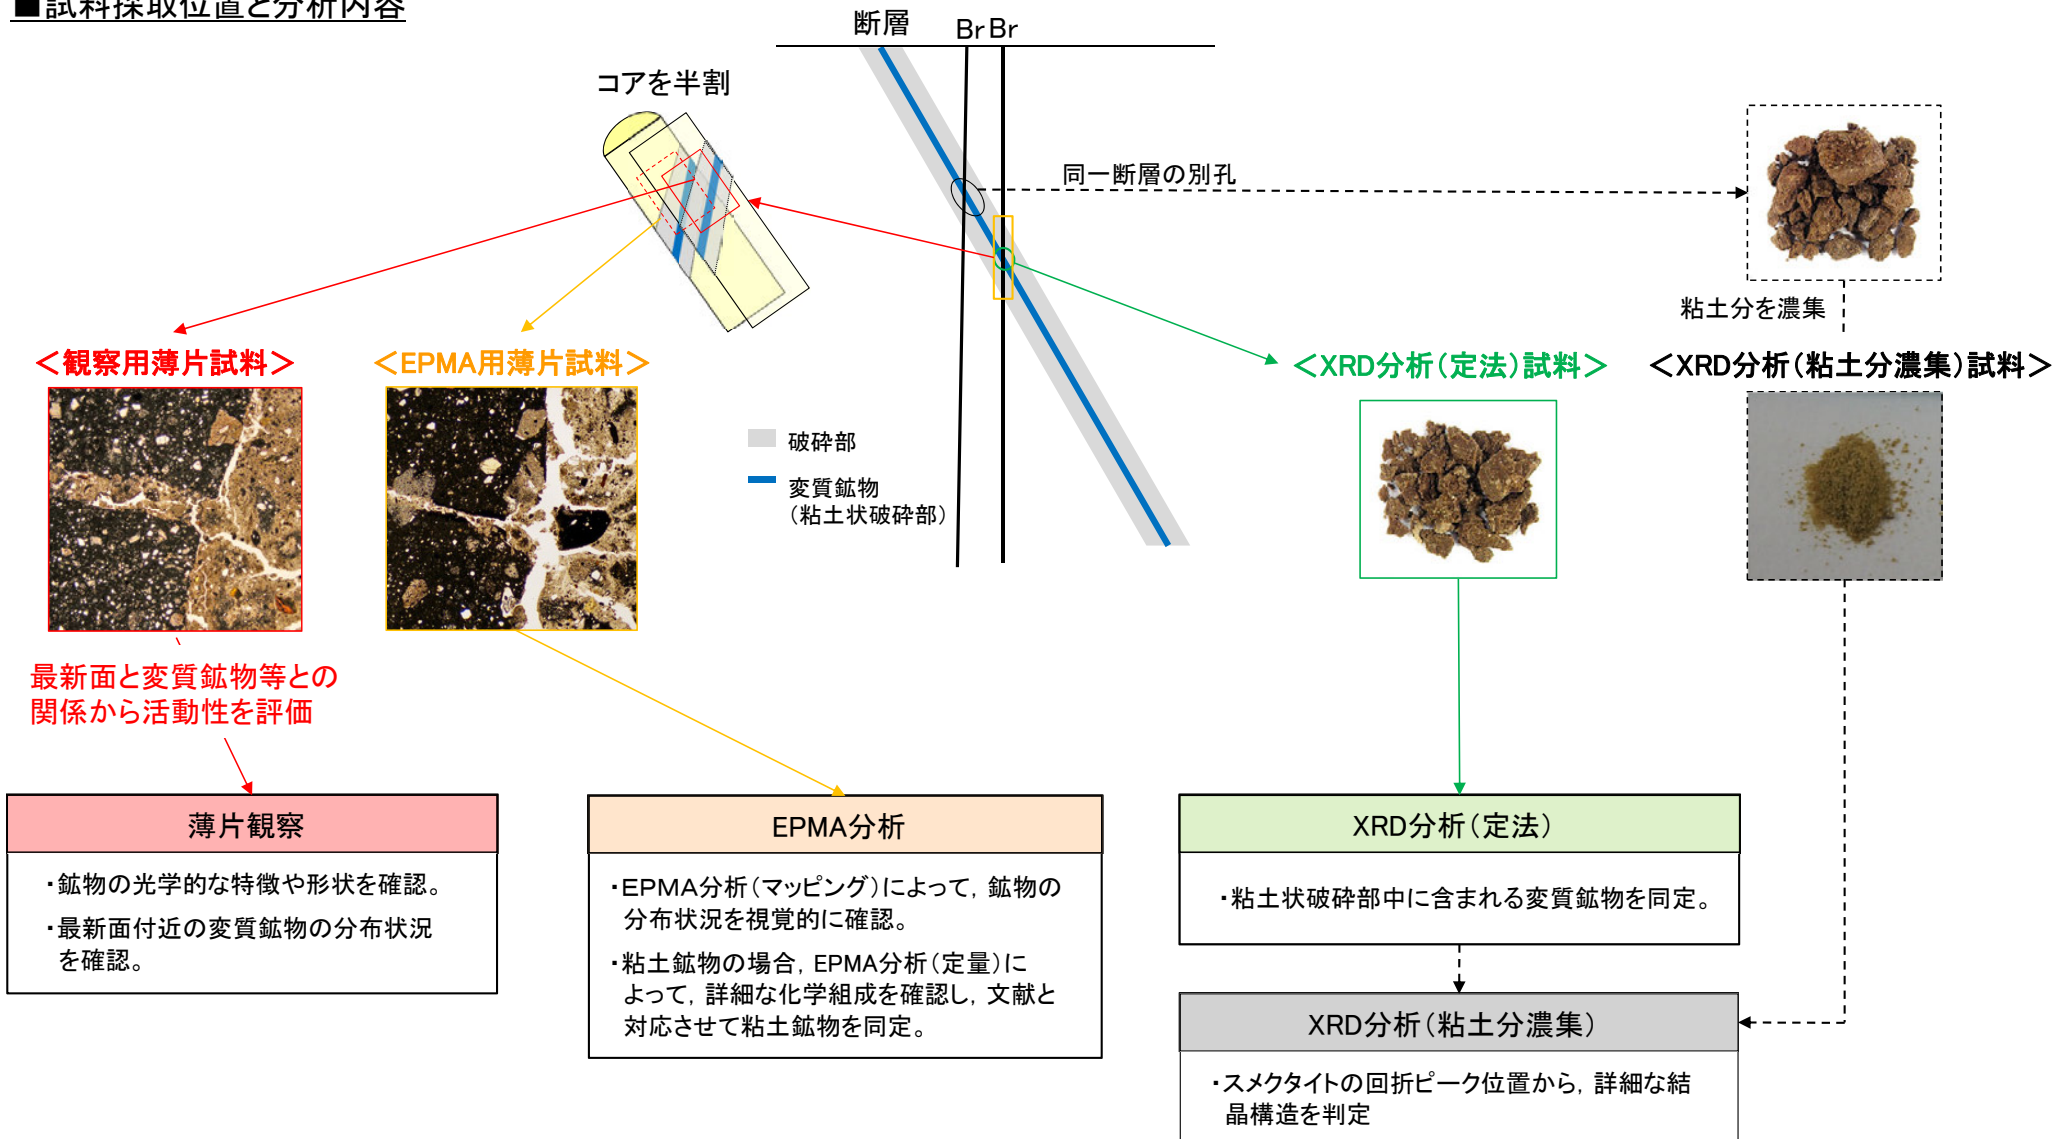 ■試料採取位置と分析内容
断層
Br Br
コアを半割
同一断層の別孔
粘土分を濃集
＜観察用薄片試料＞
＜EPMA用薄片試料＞
＜XRD分析(定法)試料＞
＜XRD分析(粘土分濃集)試料＞
破砕部
変質鉱物
(粘土状破砕部)
最新面と変質鉱物等との
関係から活動性を評価
薄片観察
・鉱物の光学的な特徴や形状を確認。
・最新面付近の変質鉱物の分布状況
を確認。
EPMA分析
・EPMA分析(マッピング)によって，鉱物の
分布状況を視覚的に確認。
・粘土鉱物の場合，EPMA分析(定量)に
よって，詳細な化学組成を確認し，文献と
対応させて粘土鉱物を同定。
XRD分析(定法)
・粘土状破砕部中に含まれる変質鉱物を同定。
XRD分析(粘土分濃集)
・スメクタイトの回折ピーク位置から，詳細な結
晶構造を判定